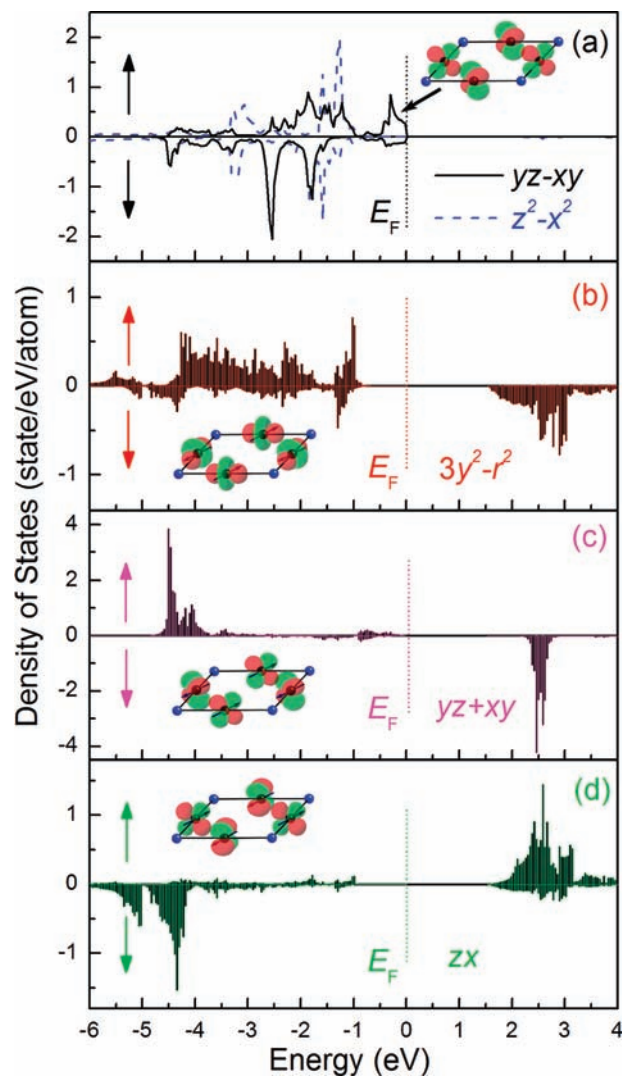 Density of States (state/eV/atom)
2
1
0
-1
-2
(a)
E_F
yz-xy
z²-x²
1
0
-1
(b)
E_F
3y²-r²
4
2
0
-2
-4
(c)
E_F
yz+xy
1
0
-1
(d)
E_F
zx
-6 -5 -4 -3 -2 -1 0 1 2 3 4
Energy (eV)